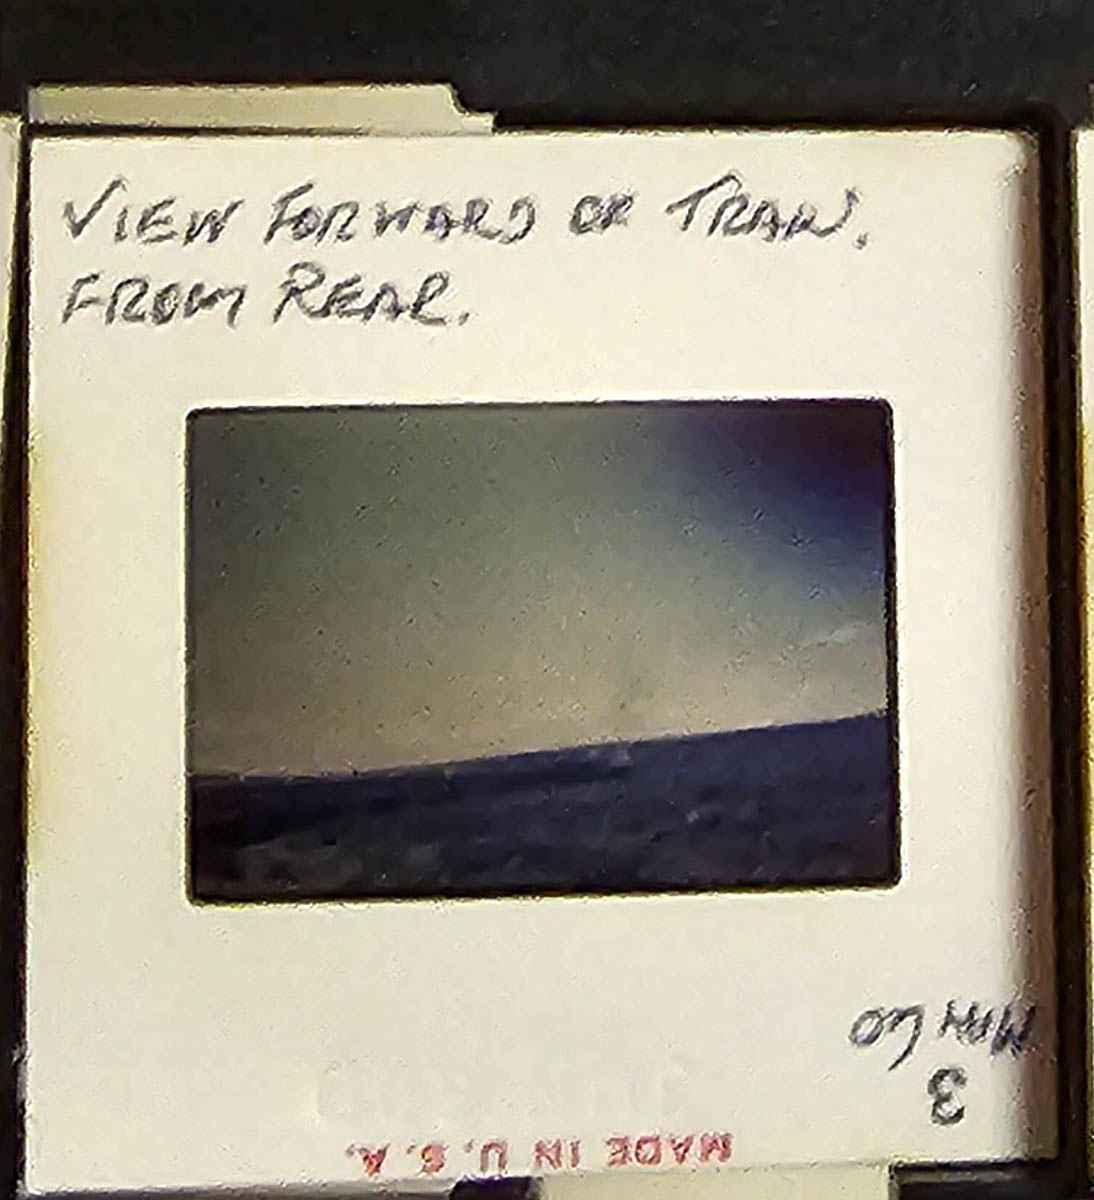 VIEW FORWARD OF TRAIN.
FROM REAR.
3
MADE IN U.S.A.